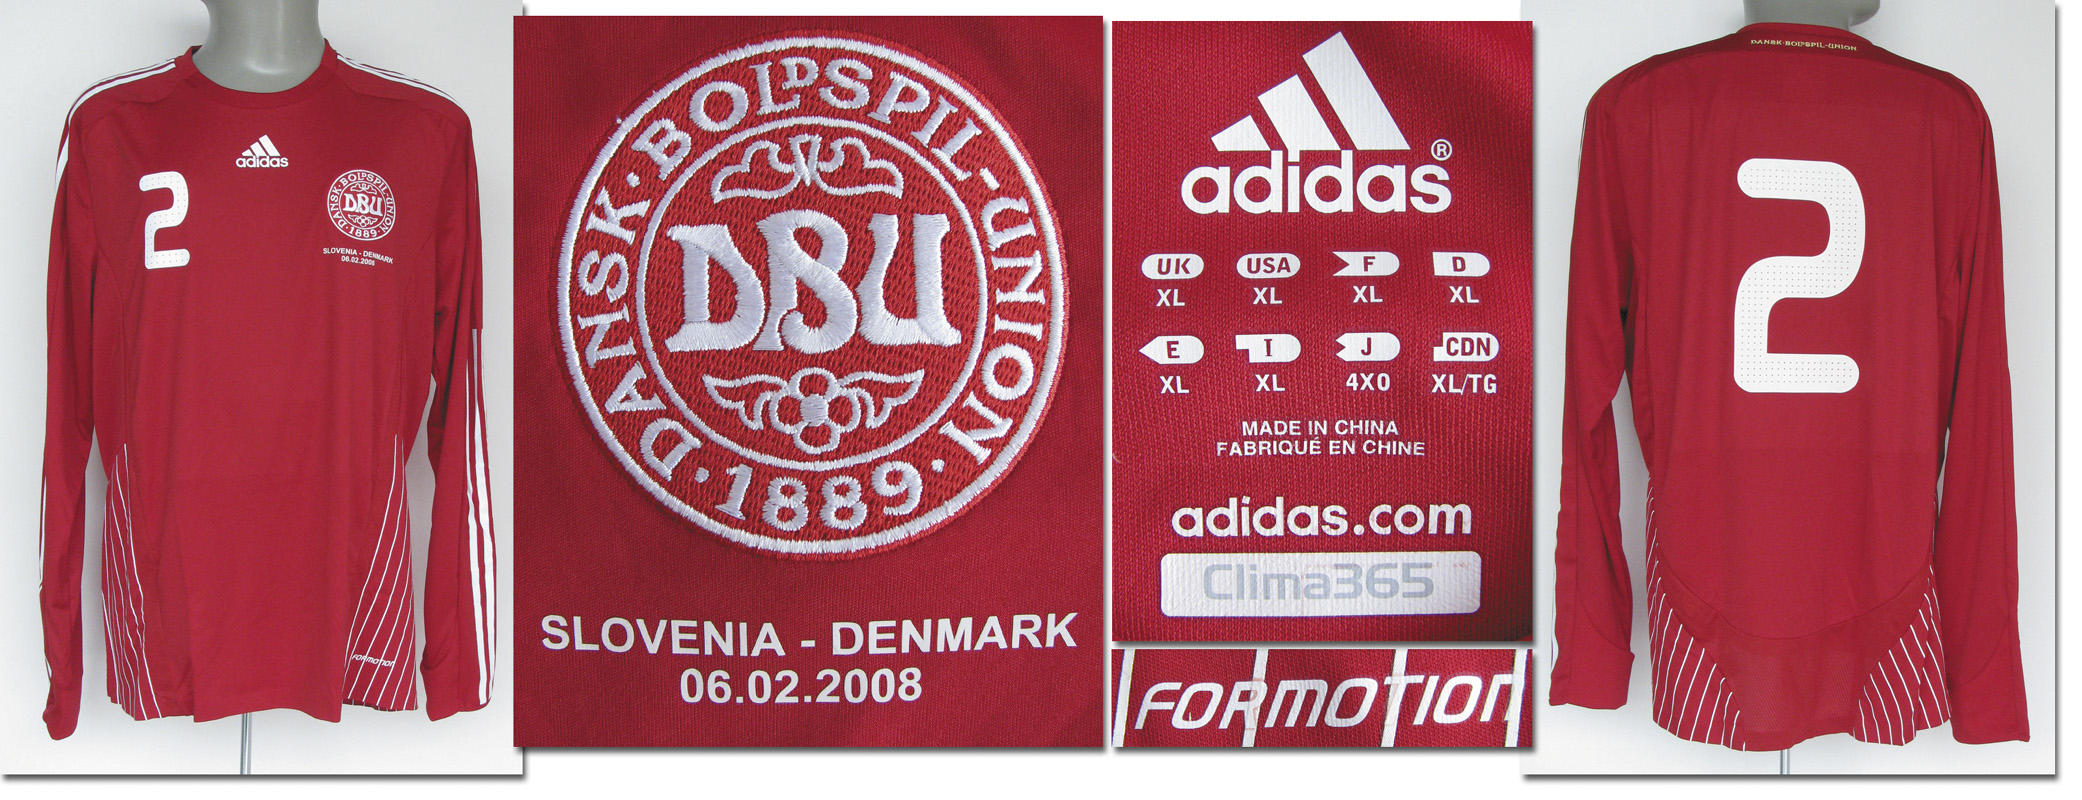 adidas
2
DANSK · BOLDSPIL-UNION · 1889 ·
DBU
SLOVENIA - DENMARK
06.02.2008
FORMOTION
DANSK · BOLDSPIL-UNION · 1889 ·
DBU
SLOVENIA - DENMARK
06.02.2008
adidas®
UK USA F D
XL XL XL XL
E I J CDN
XL XL 4XO XL/TG
MADE IN CHINA
FABRIQUÉ EN CHINE
adidas.com
Clima365
FORMOTION
DANSK·BOLDSPIL-UNION
2